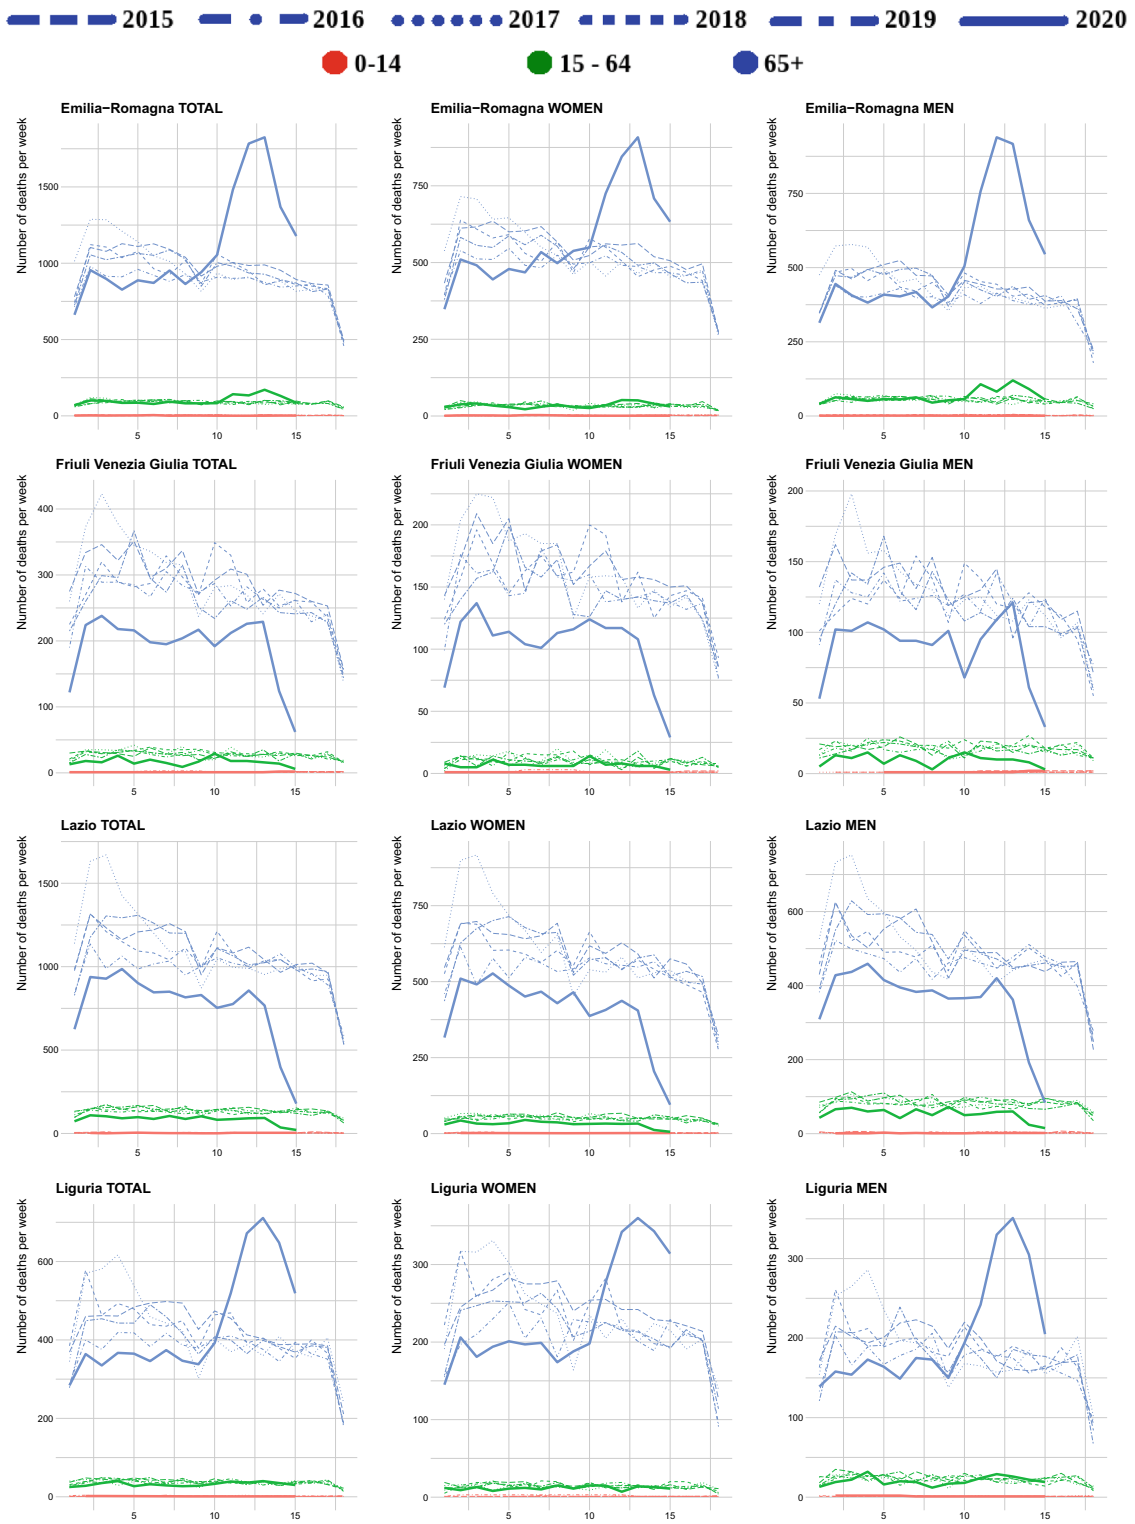 2015 2016 2017 2018 2019 2020
0-14 15 - 64 65+
Emilia−Romagna TOTAL Emilia−Romagna WOMEN Emilia−Romagna MEN
Number of deaths per week Number of deaths per week Number of deaths per week
1500 750 750
1000 500 500
500 250 250
0 0 0
5 10 15 5 10 15 5 10 15
Friuli Venezia Giulia TOTAL Friuli Venezia Giulia WOMEN Friuli Venezia Giulia MEN
Number of deaths per week Number of deaths per week Number of deaths per week
400 200 200
300 150 150
200 100 100
100 50 50
0 0 0
5 10 15 5 10 15 5 10 15
Lazio TOTAL Lazio WOMEN Lazio MEN
Number of deaths per week Number of deaths per week Number of deaths per week
1500 750 600
1000 500 400
500 250 200
0 0 0
5 10 15 5 10 15 5 10 15
Liguria TOTAL Liguria WOMEN Liguria MEN
Number of deaths per week Number of deaths per week Number of deaths per week
600 300 300
400 200 200
200 100 100
0 0 0
5 10 15 5 10 15 5 10 15